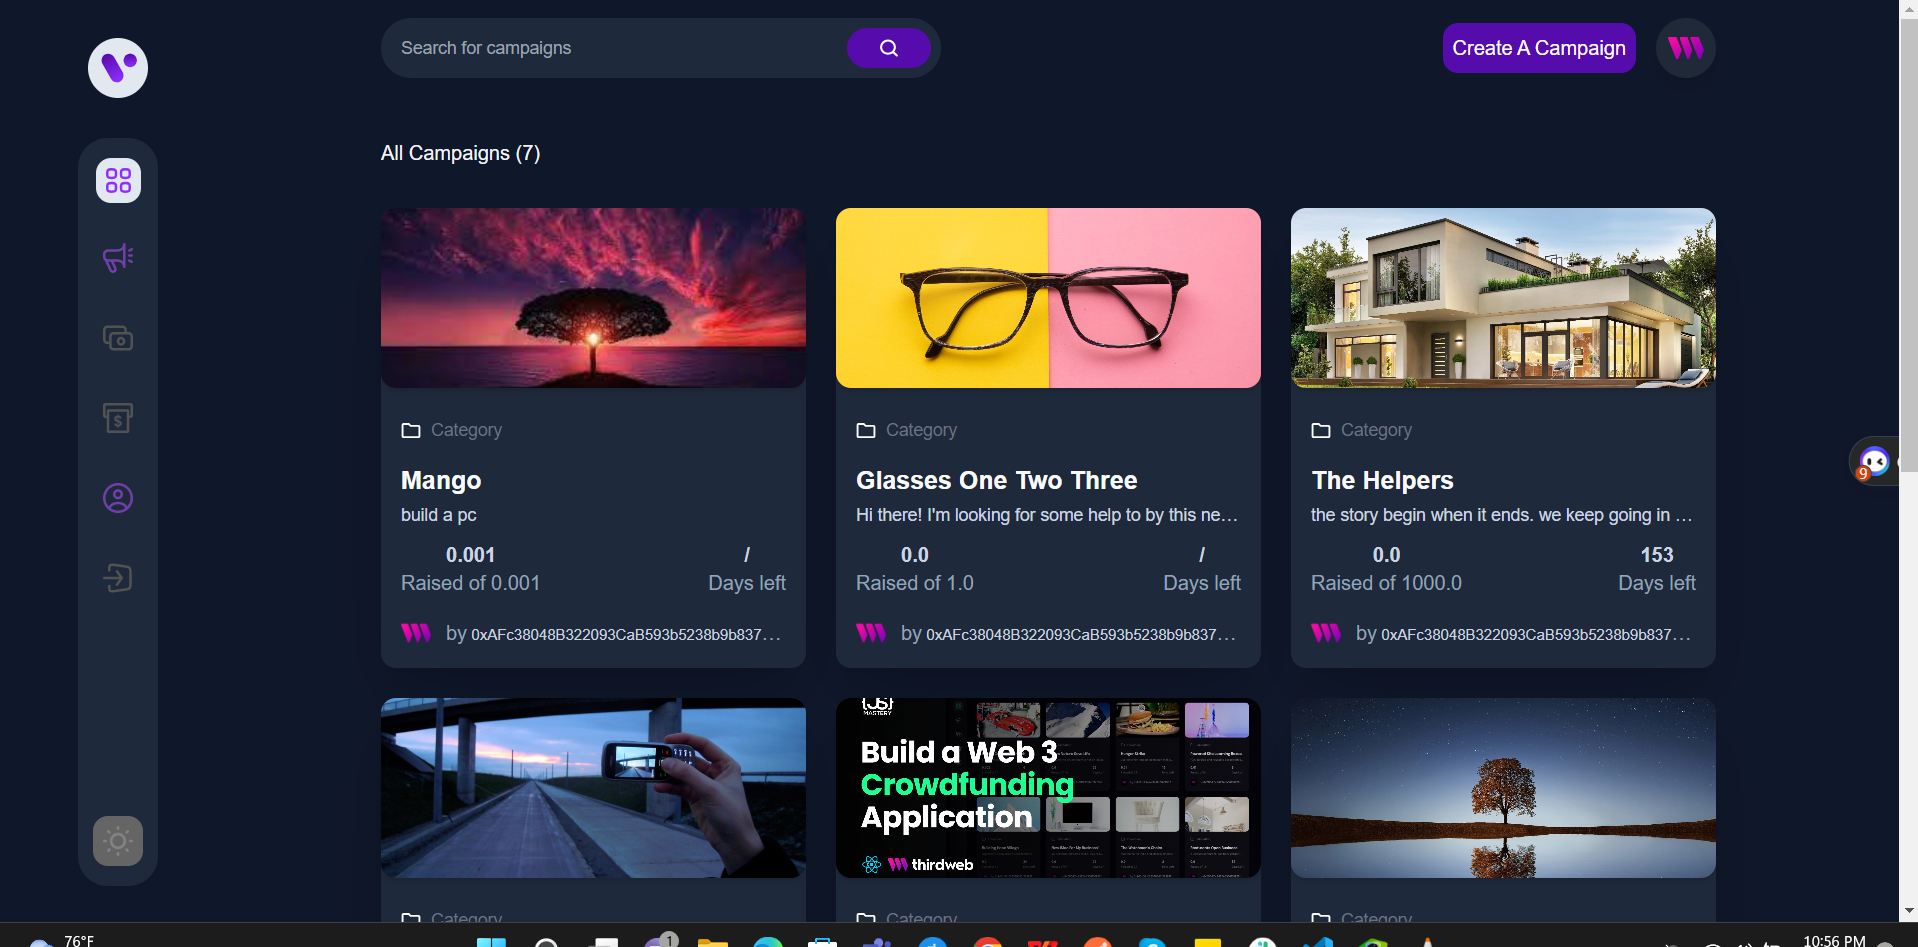 Search for campaigns
Create A Campaign
All Campaigns (7)
Category
Mango
build a pc
0.001
/
Raised of 0.001
Days left
by 0xAFc38048B322093CaB593b5238b9b837…
Category
Glasses One Two Three
Hi there! I'm looking for some help to by this ne…
0.0
/
Raised of 1.0
Days left
by 0xAFc38048B322093CaB593b5238b9b837…
Category
The Helpers
the story begin when it ends. we keep going in …
0.0
153
Raised of 1000.0
Days left
by 0xAFc38048B322093CaB593b5238b9b837…
9
JS
MASTERY
Build a Web 3
Crowdfunding
Application
thirdweb
Category
Category
Category
76°F
1
10:56 PM